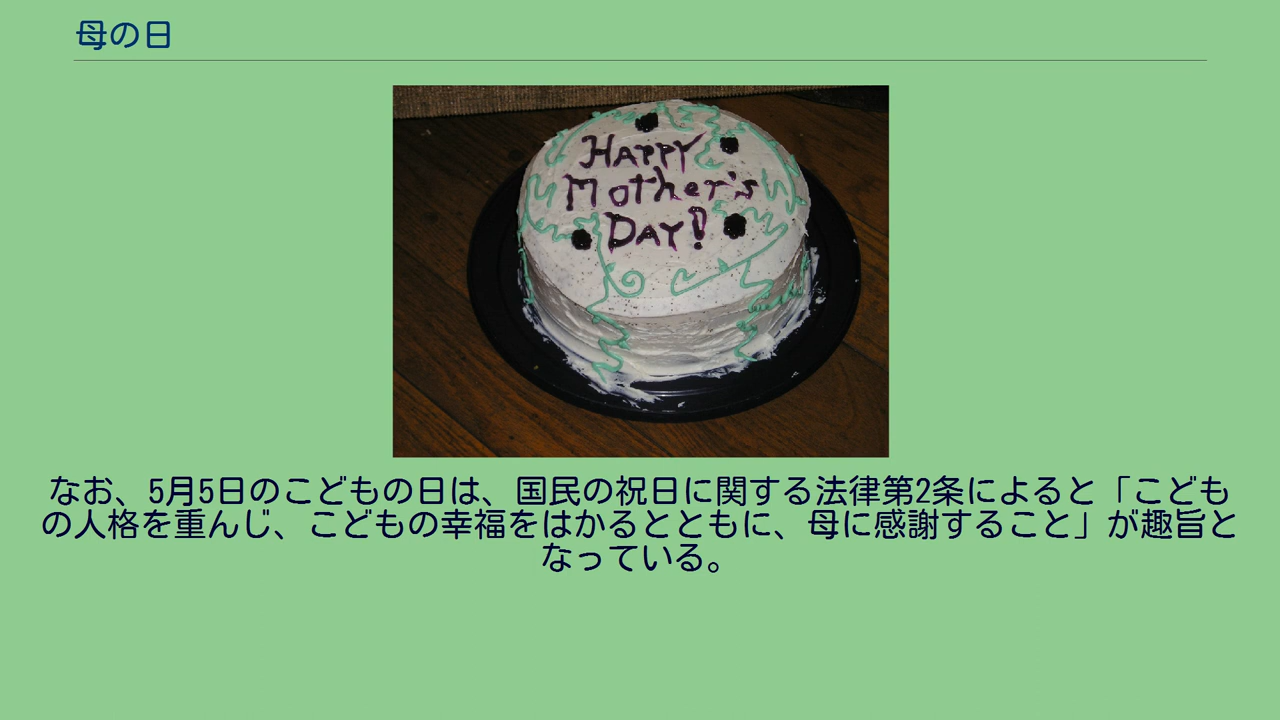 母の日
HAPPY
Mother's
DAY!
なお、5月5日のこどもの日は、国民の祝日に関する法律第2条によると「こども
の人格を重んじ、こどもの幸福をはかるとともに、母に感謝すること」が趣旨と
なっている。